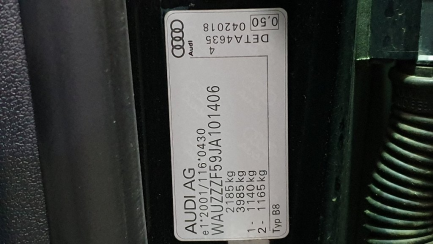 AUDI AG
e1*2001/116*0430
WAUZZZF59JA101406
2185kg
3985kg
1- 1140kg
2- 1165kg
Typ B8
Audi
DETA4635
4
0,50 042018